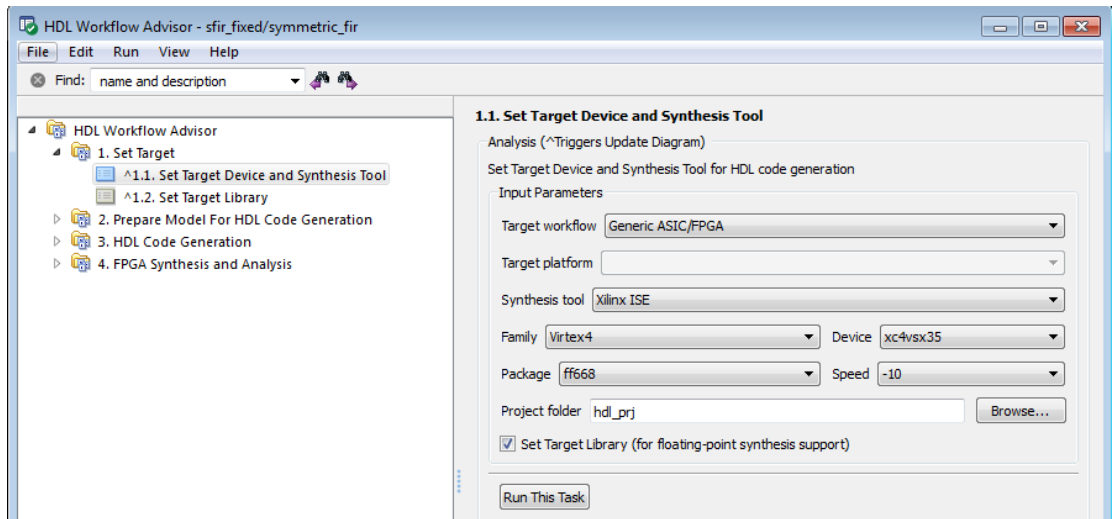 HDL Workflow Advisor - sfir_fixed/symmetric_fir
File Edit Run View Help
Find: name and description
HDL Workflow Advisor
1. Set Target
^1.1. Set Target Device and Synthesis Tool
^1.2. Set Target Library
2. Prepare Model For HDL Code Generation
3. HDL Code Generation
4. FPGA Synthesis and Analysis
1.1. Set Target Device and Synthesis Tool
Analysis (^Triggers Update Diagram)
Set Target Device and Synthesis Tool for HDL code generation
Input Parameters
Target workflow Generic ASIC/FPGA
Target platform
Synthesis tool Xilinx ISE
Family Virtex4 Device xc4vsx35
Package ff668 Speed -10
Project folder hdl_prj Browse...
Set Target Library (for floating-point synthesis support)
Run This Task